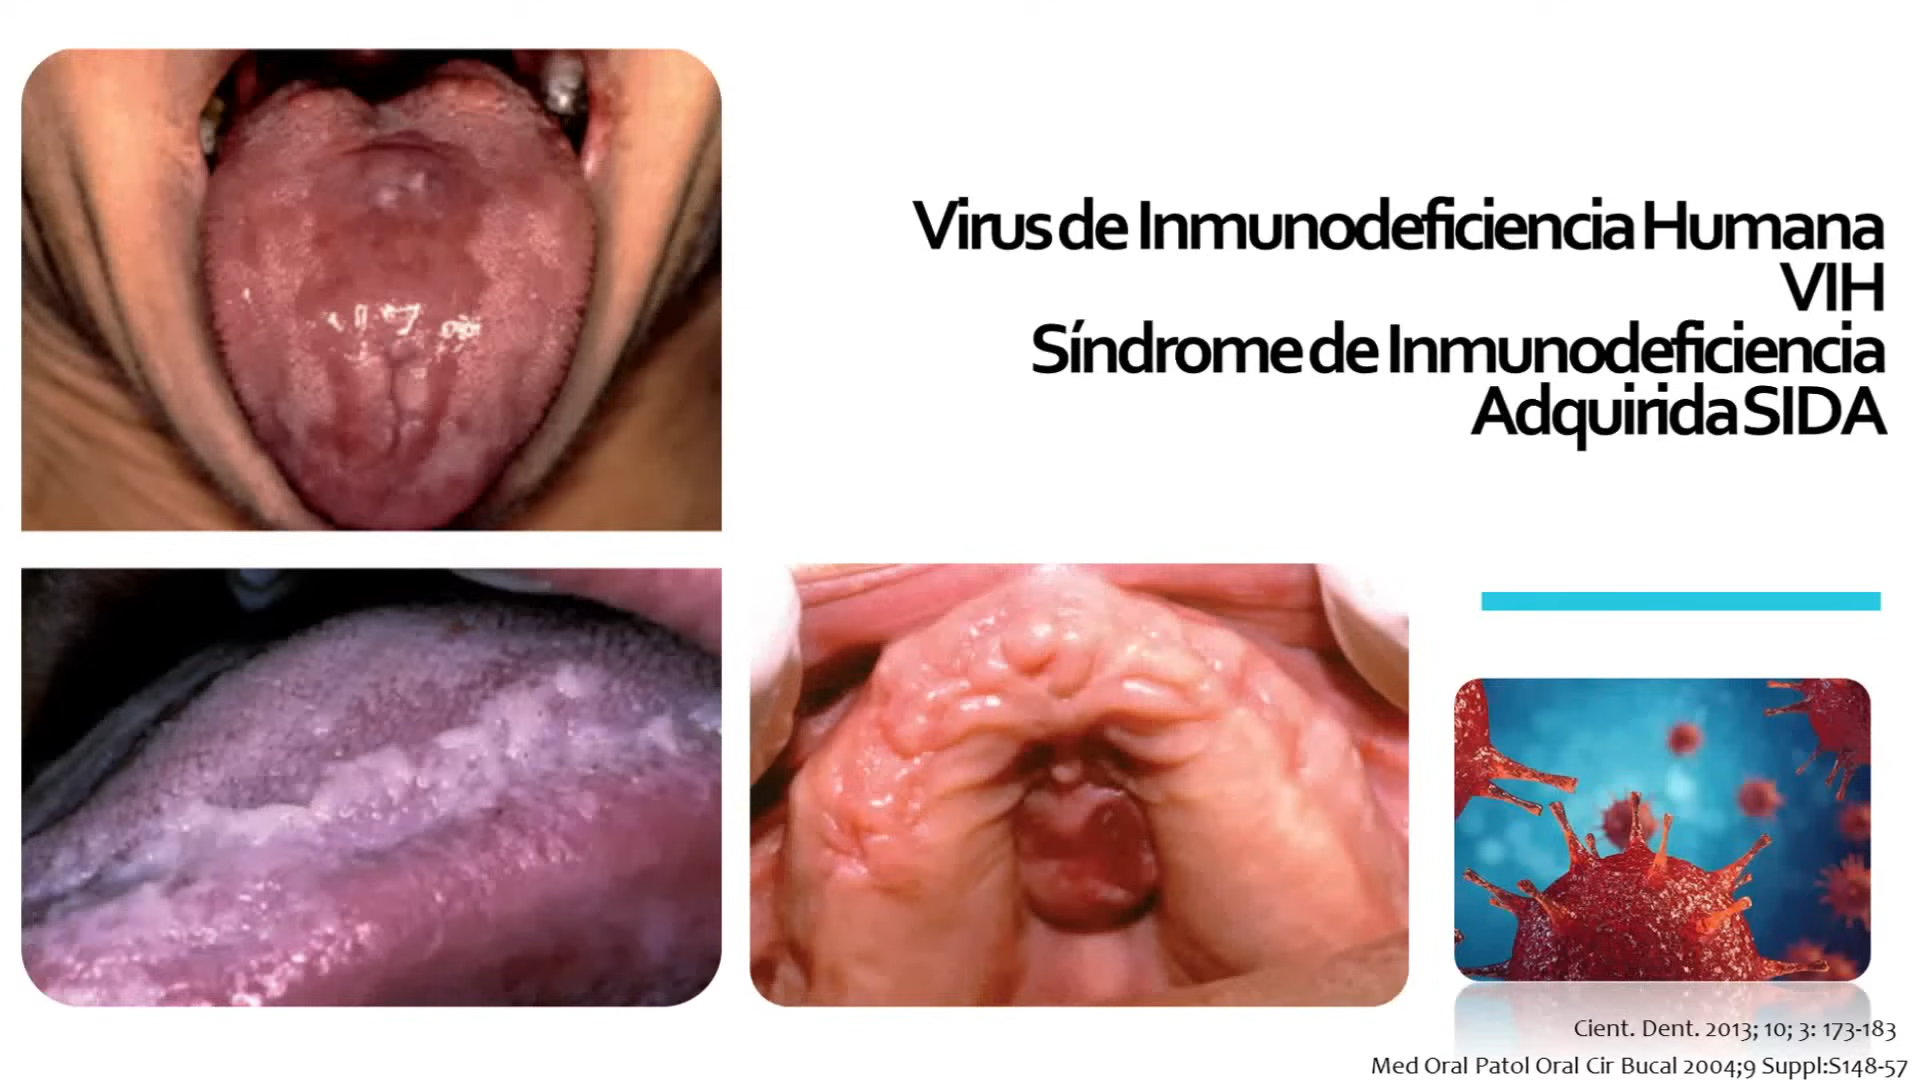 Virus de Inmunodeficiencia Humana
VIH
Síndrome de Inmunodeficiencia
Adquirida SIDA
Cient. Dent. 2013; 10; 3: 173-183
Med Oral Patol Oral Cir Bucal 2004;9 Suppl:S148-57